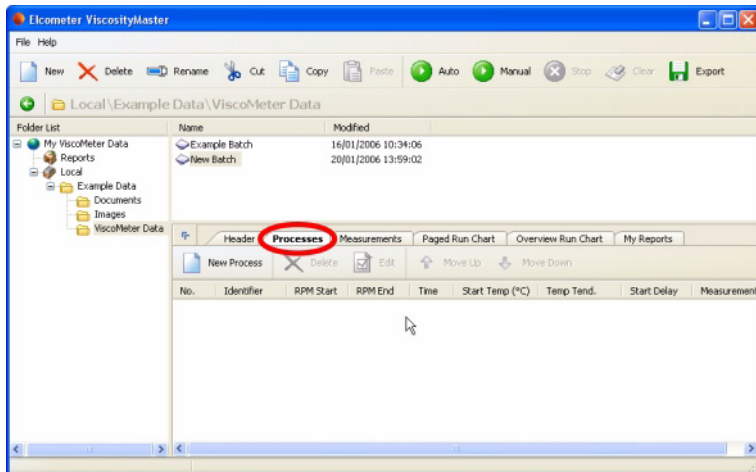 Elcometer ViscosityMaster
File Help
New Delete Rename Cut Copy Paste Auto Manual Stop Clear Export
Local\Example Data\ViscoMeter Data
Folder List
Name Modified
My ViscoMeter Data
Reports
Local
Example Data
Documents
Images
ViscoMeter Data
Example Batch 16/01/2006 10:34:06
New Batch 20/01/2006 13:59:02
Header Processes Measurements Paged Run Chart Overview Run Chart My Reports
New Process Delete Edit Move Up Move Down
No. Identifier RPM Start RPM End Time Start Temp (°C) Temp Tend. Start Delay Measurement